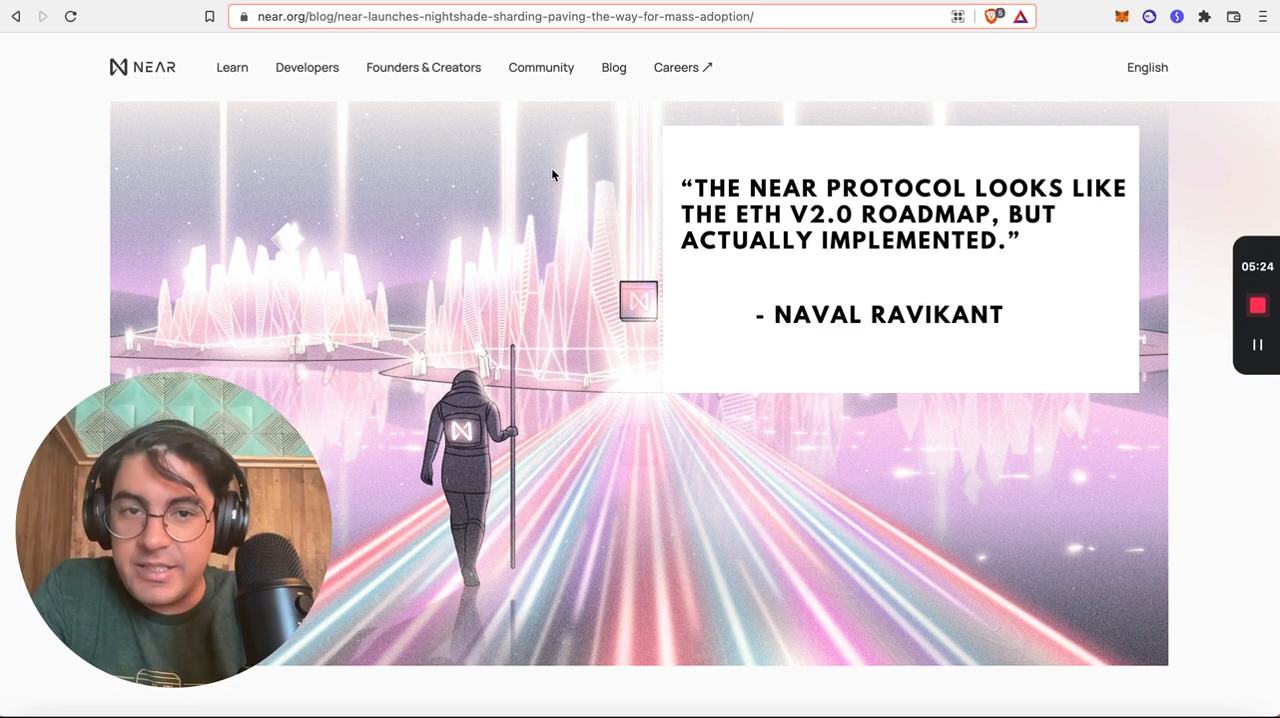 near.org/blog/near-launches-nightshade-sharding-paving-the-way-for-mass-adoption/
5
NEAR Learn Developers Founders & Creators Community Blog Careers ↗ English
“THE NEAR PROTOCOL LOOKS LIKE
THE ETH V2.0 ROADMAP, BUT
ACTUALLY IMPLEMENTED.”
- NAVAL RAVIKANT
05:24